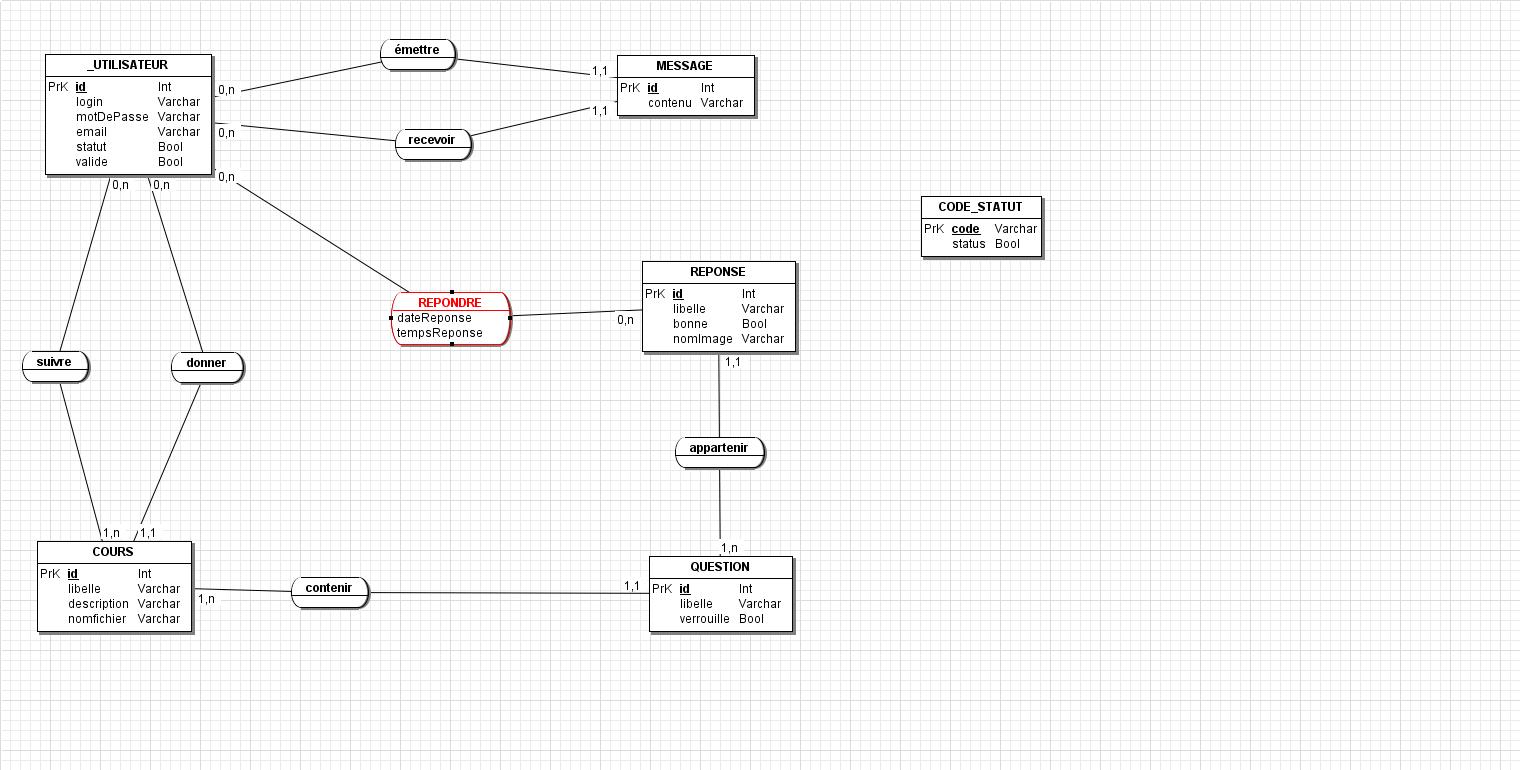 _UTILISATEUR
PrK id Int
login Varchar
motDePasse Varchar
email Varchar
statut Bool
valide Bool
0,n
0,n
0,n
0,n
0,n
émettre
1,1
recevoir
1,1
MESSAGE
PrK id Int
contenu Varchar
CODE_STATUT
PrK code Varchar
status Bool
REPONDRE
dateReponse
tempsReponse
0,n
REPONSE
PrK id Int
libelle Varchar
bonne Bool
nomImage Varchar
1,1
suivre
donner
appartenir
1,n
1,1
COURS
PrK id Int
libelle Varchar
description Varchar
nomfichier Varchar
1,n
contenir
1,1
1,n
QUESTION
PrK id Int
libelle Varchar
verrouille Bool